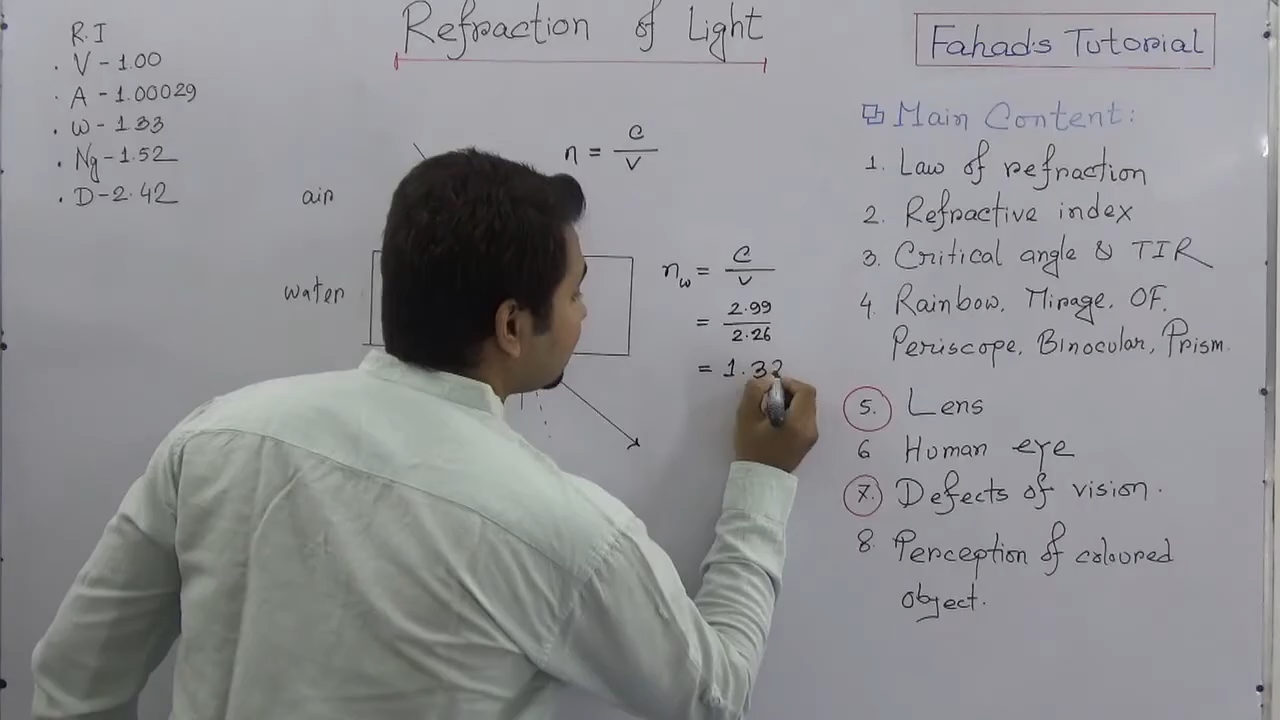 Refraction of Light
Fahad's Tutorial
R.I
. V - 1.00
. A - 1.00029
. w - 1.33
. Ng - 1.52
. D - 2.42
n = c / v
air
water
n w = c / v
= 2.99 / 2.26
= 1.32
Main Content:
1. Law of refraction
2. Refractive index
3. Critical angle & TIR
4. Rainbow, Mirage, OF,
Periscope, Binocular, Prism.
5. Lens
6 Human eye
7. Defects of vision.
8. Perception of coloured
object.